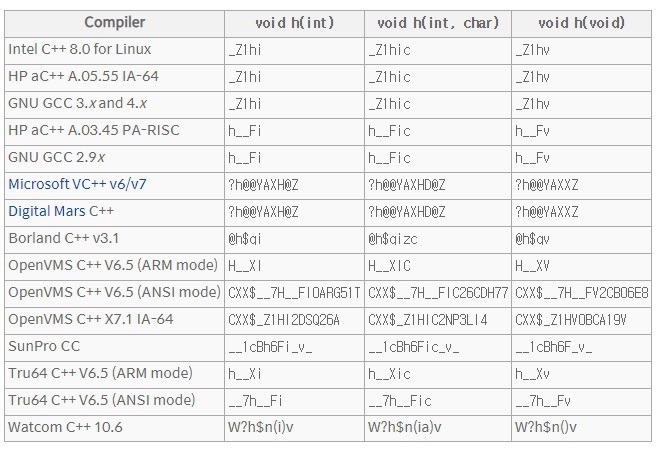 Compiler void h(int) void h(int, char) void h(void)
Intel C++ 8.0 for Linux _Z1hi _Z1hic _Z1hv
HP aC++ A.05.55 IA-64 _Z1hi _Z1hic _Z1hv
GNU GCC 3.x and 4.x _Z1hi _Z1hic _Z1hv
HP aC++ A.03.45 PA-RISC h__Fi h__Fic h__Fv
GNU GCC 2.9x h__Fi h__Fic h__Fv
Microsoft VC++ v6/v7 ?h@@YAXH@Z ?h@@YAXHD@Z ?h@@YAXXZ
Digital Mars C++ ?h@@YAXH@Z ?h@@YAXHD@Z ?h@@YAXXZ
Borland C++ v3.1 @h$qi @h$qizc @h$qv
OpenVMS C++ V6.5 (ARM mode) H__XI H__XIC H__XV
OpenVMS C++ V6.5 (ANSI mode) CXX$__7H__FI0ARG51T CXX$__7H__FIC26CDH77 CXX$__7H__FV2CB06E8
OpenVMS C++ X7.1 IA-64 CXX$_Z1HI2DSQ26A CXX$_Z1HIC2NP3LI4 CXX$_Z1HV0BCA19V
SunPro CC __1cBh6Fi_v_ __1cBh6Fic_v_ __1cBh6F_v_
Tru64 C++ V6.5 (ARM mode) h__Xi h__Xic h__Xv
Tru64 C++ V6.5 (ANSI mode) __7h__Fi __7h__Fic __7h__Fv
Watcom C++ 10.6 W?h$n(i)v W?h$n(ia)v W?h$n()v